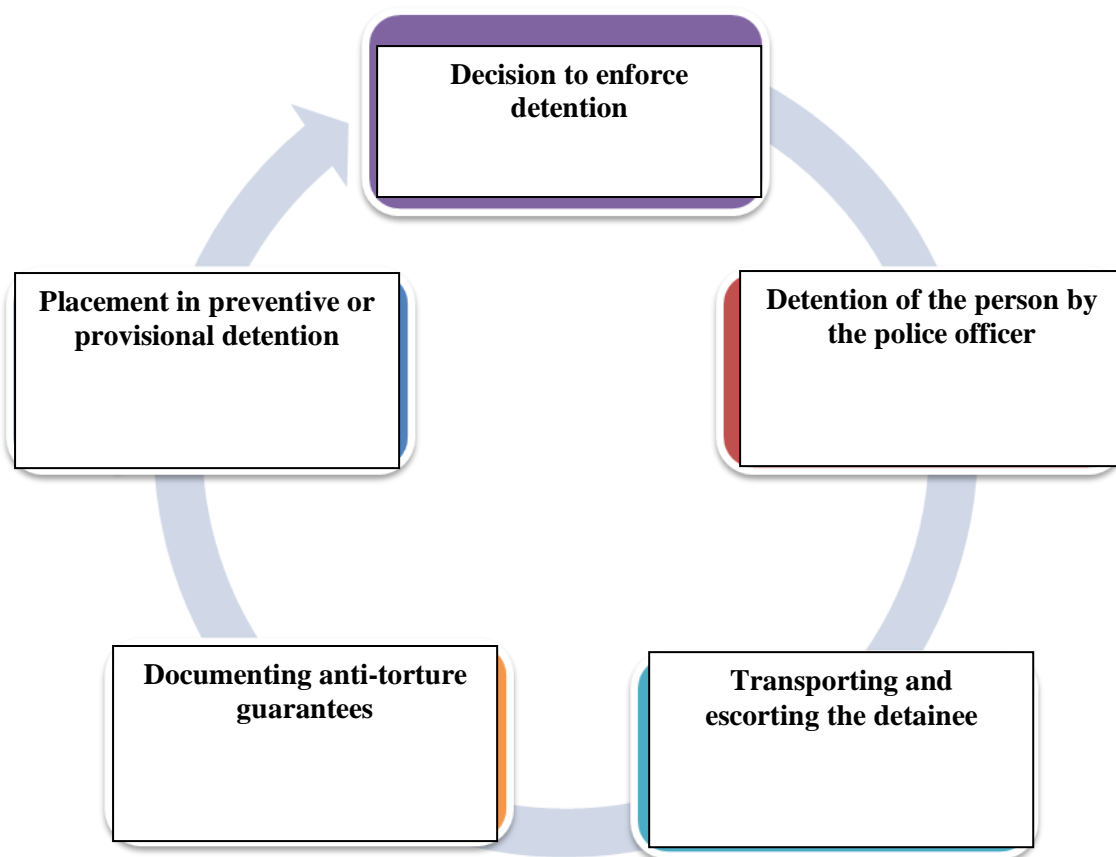 Decision to enforce
detention
Detention of the person by
the police officer
Transporting and
escorting the detainee
Documenting anti-torture
guarantees
Placement in preventive or
provisional detention